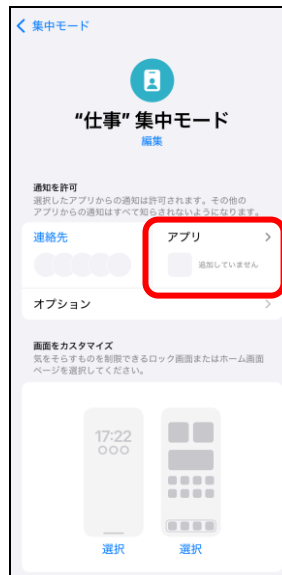 集中モード
“仕事” 集中モード
編集
通知を許可
選択したアプリからの通知は許可されます。その他の
アプリからの通知はすべて知らされないようになります。
連絡先
アプリ
追加していません
オプション
画面をカスタマイズ
気をそらすものを制限できるロック画面またはホーム画面
ページを選択してください。
17:22
選択
選択